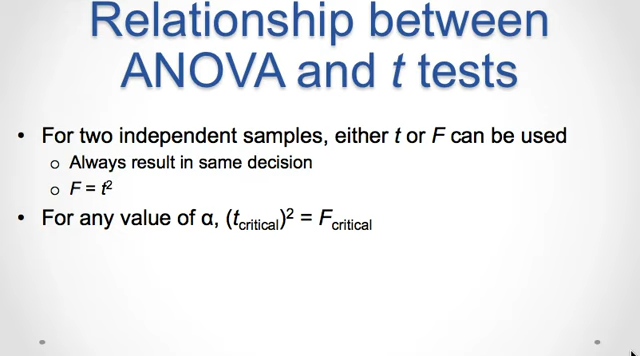 Relationship between
ANOVA and t tests
• For two independent samples, either t or F can be used
o Always result in same decision
o F = t²
• For any value of α, (tcritical)² = Fcritical